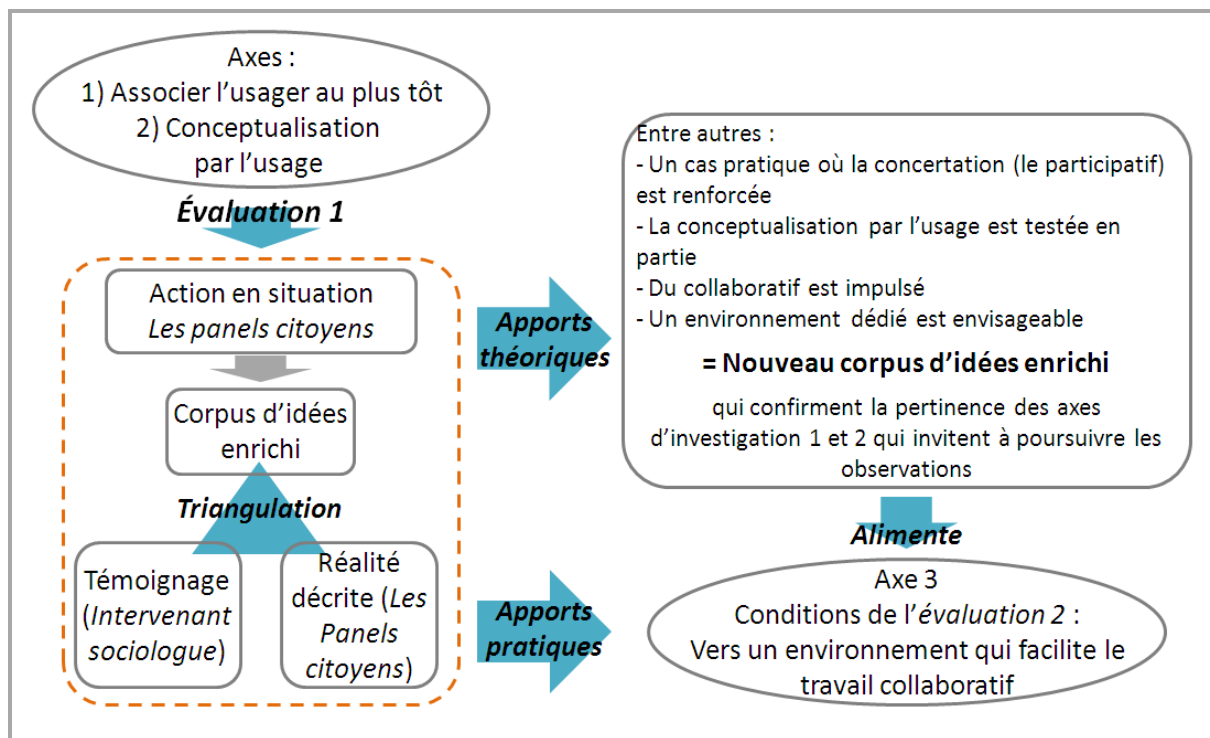 Axes :
1) Associer l’usager au plus tôt
2) Conceptualisation
par l’usage
Évaluation 1
Action en situation
Les panels citoyens
Corpus d’idées
enrichi
Triangulation
Témoignage
(Intervenant
sociologue)
Réalité
décrite (Les
Panels
citoyens)
Apports
théoriques
Apports
pratiques
Entre autres :
- Un cas pratique où la concertation (le participatif)
est renforcée
- La conceptualisation par l’usage est testée en
partie
- Du collaboratif est impulsé
- Un environnement dédié est envisageable
= Nouveau corpus d’idées enrichi
qui confirment la pertinence des axes
d’investigation 1 et 2 qui invitent à poursuivre les
observations
Alimente
Axe 3
Conditions de l’évaluation 2 :
Vers un environnement qui facilite le
travail collaboratif